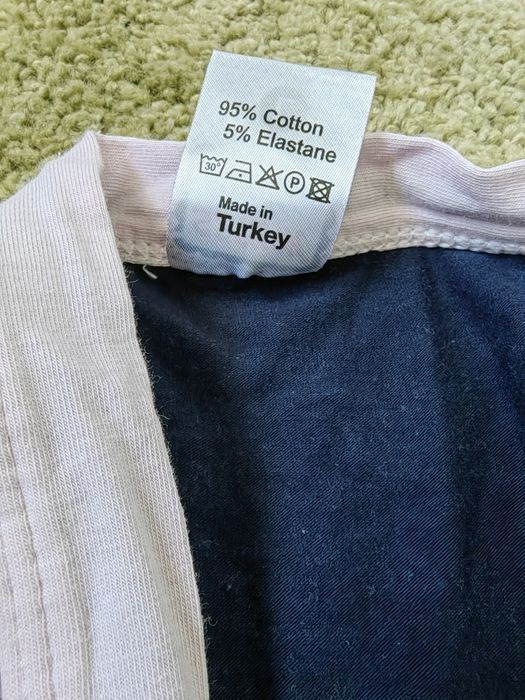 95% Cotton
5% Elastane
30° P
Made in
Turkey